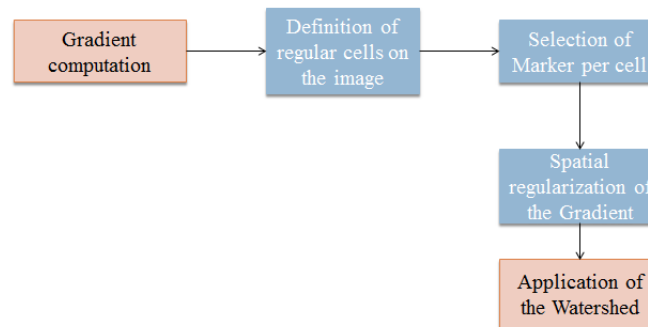 Gradient
computation
Definition of
regular cells on
the image
Selection of
Marker per cell
Spatial
regularization of
the Gradient
Application of
the Watershed